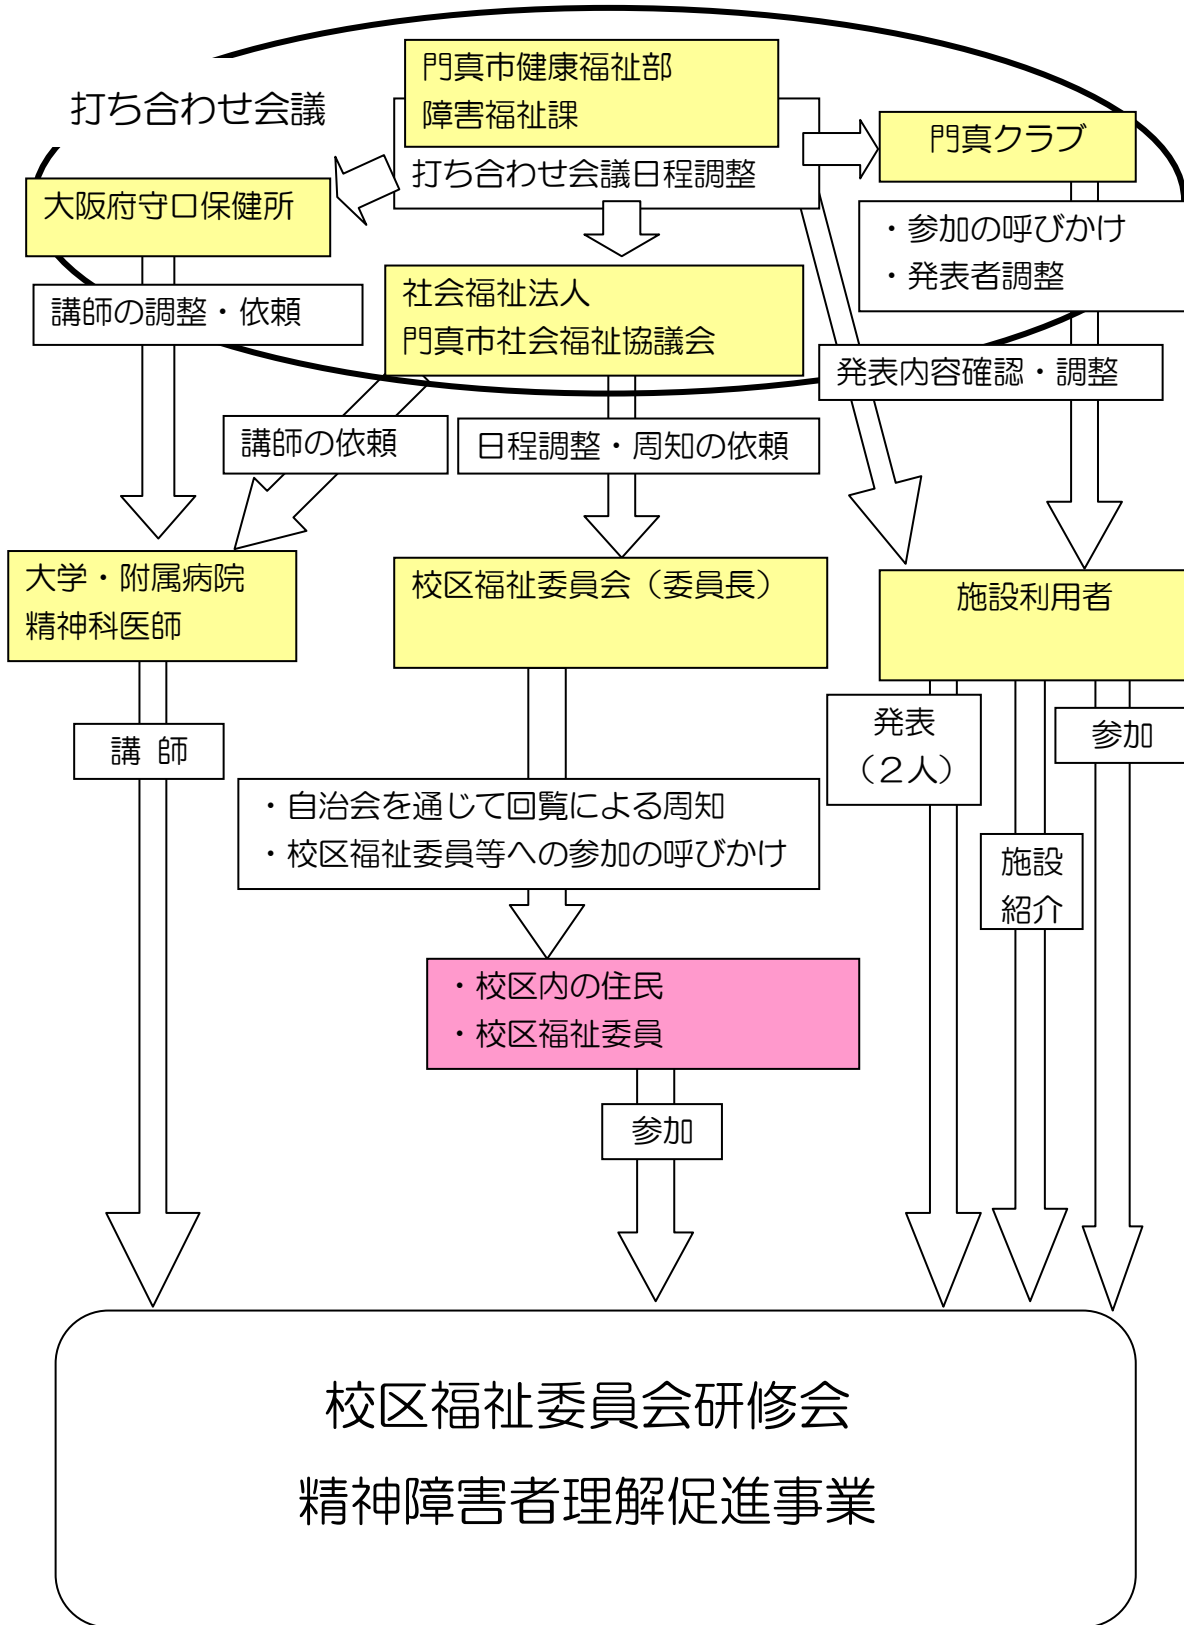 打ち合わせ会議
門真市健康福祉部
障害福祉課
打ち合わせ会議日程調整
門真クラブ
大阪府守口保健所
・参加の呼びかけ
・発表者調整
講師の調整・依頼
社会福祉法人
門真市社会福祉協議会
発表内容確認・調整
講師の依頼
日程調整・周知の依頼
大学・附属病院
精神科医師
校区福祉委員会（委員長）
施設利用者
講 師
発表
（２人）
参加
・自治会を通じて回覧による周知
・校区福祉委員等への参加の呼びかけ
施設
紹介
・校区内の住民
・校区福祉委員
参加
校区福祉委員会研修会
精神障害者理解促進事業